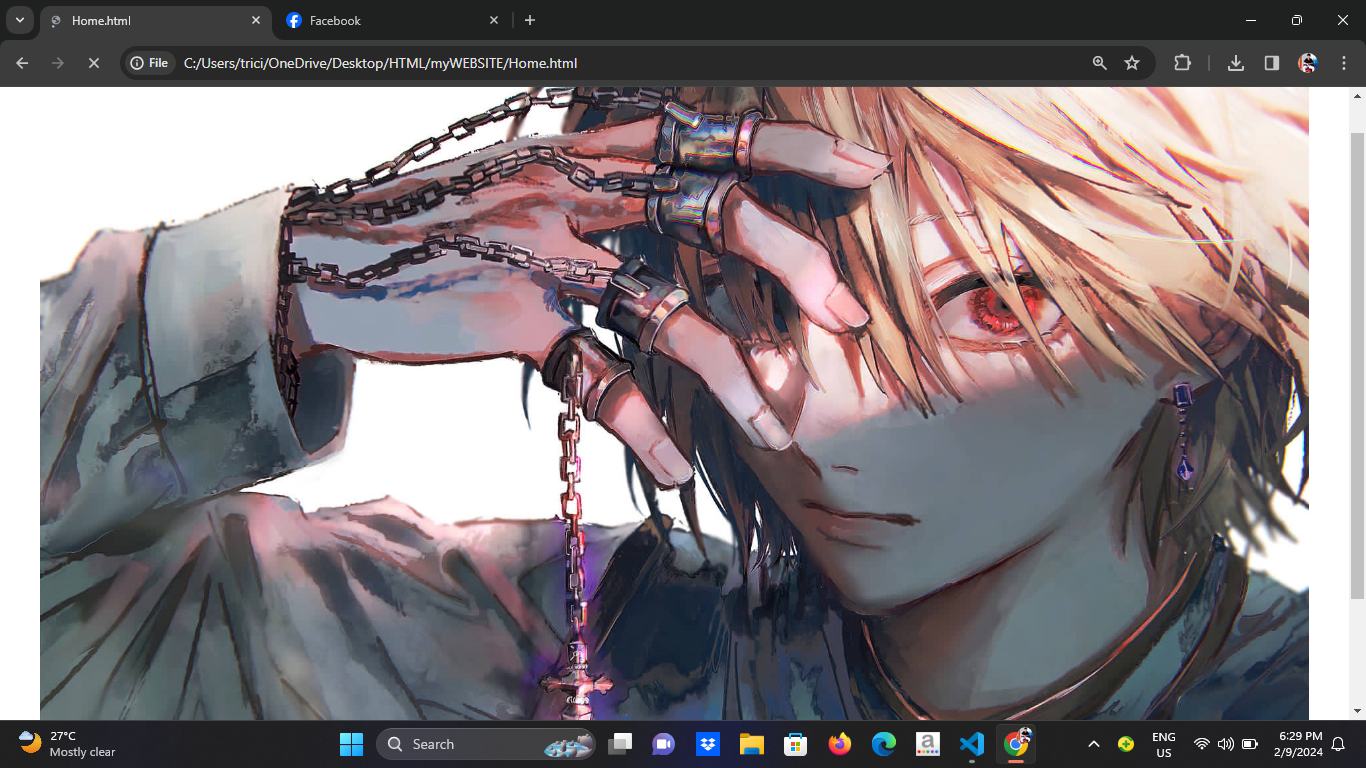 Home.html
Facebook
File
C:/Users/trici/OneDrive/Desktop/HTML/myWEBSITE/Home.html
27°C
Mostly clear
Search
a
ENG
US
6:29 PM
2/9/2024